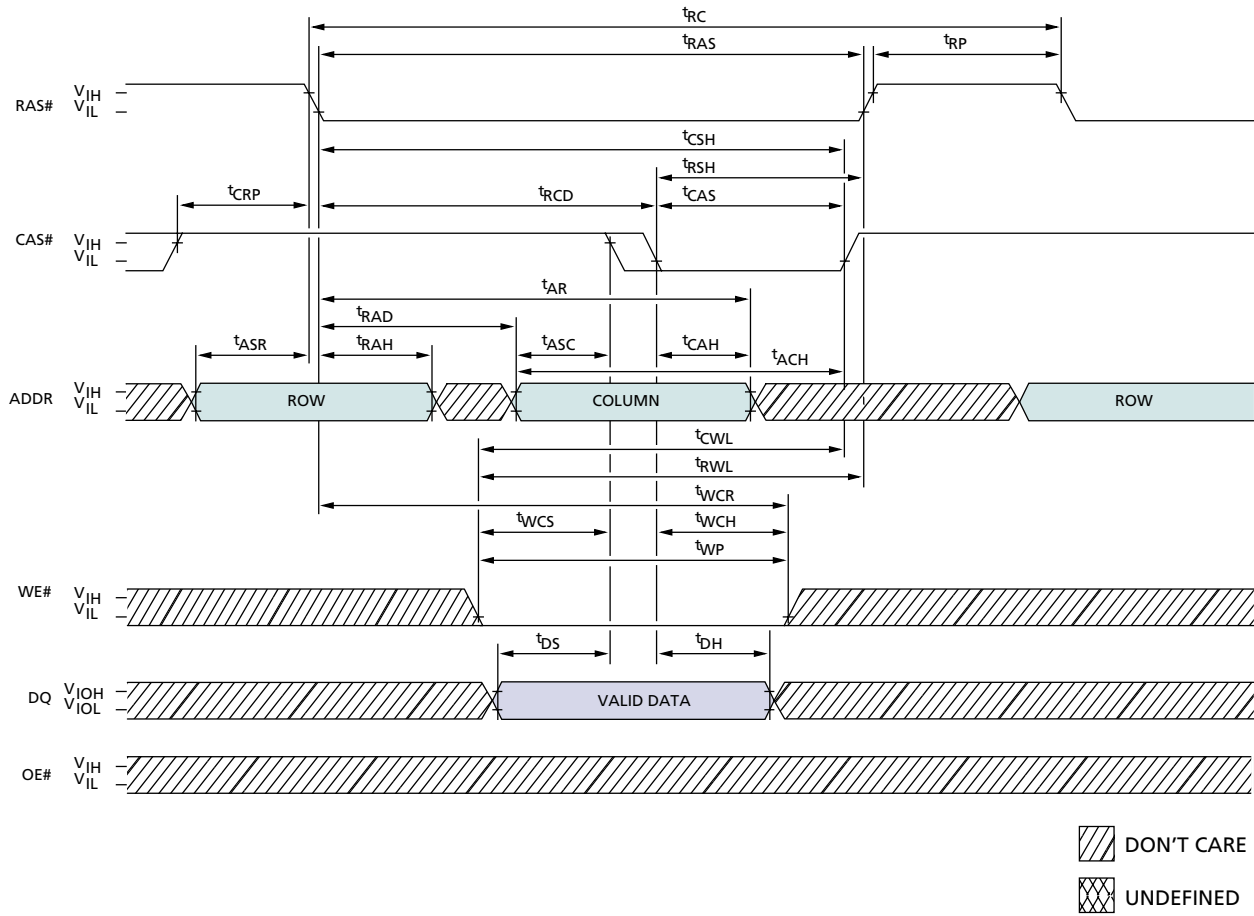 tRC
tRAS
tRP
RAS#
VIH
VIL
tCSH
tRSH
tCRP
tRCD
tCAS
CAS#
VIH
VIL
tAR
tRAD
tASR
tRAH
tASC
tCAH
tACH
ADDR
VIH
VIL
ROW
COLUMN
ROW
tCWL
tRWL
tWCR
tWCS
tWCH
tWP
WE#
VIH
VIL
tDS
tDH
DQ
VIOH
VIOL
VALID DATA
OE#
VIH
VIL
DON'T CARE
UNDEFINED